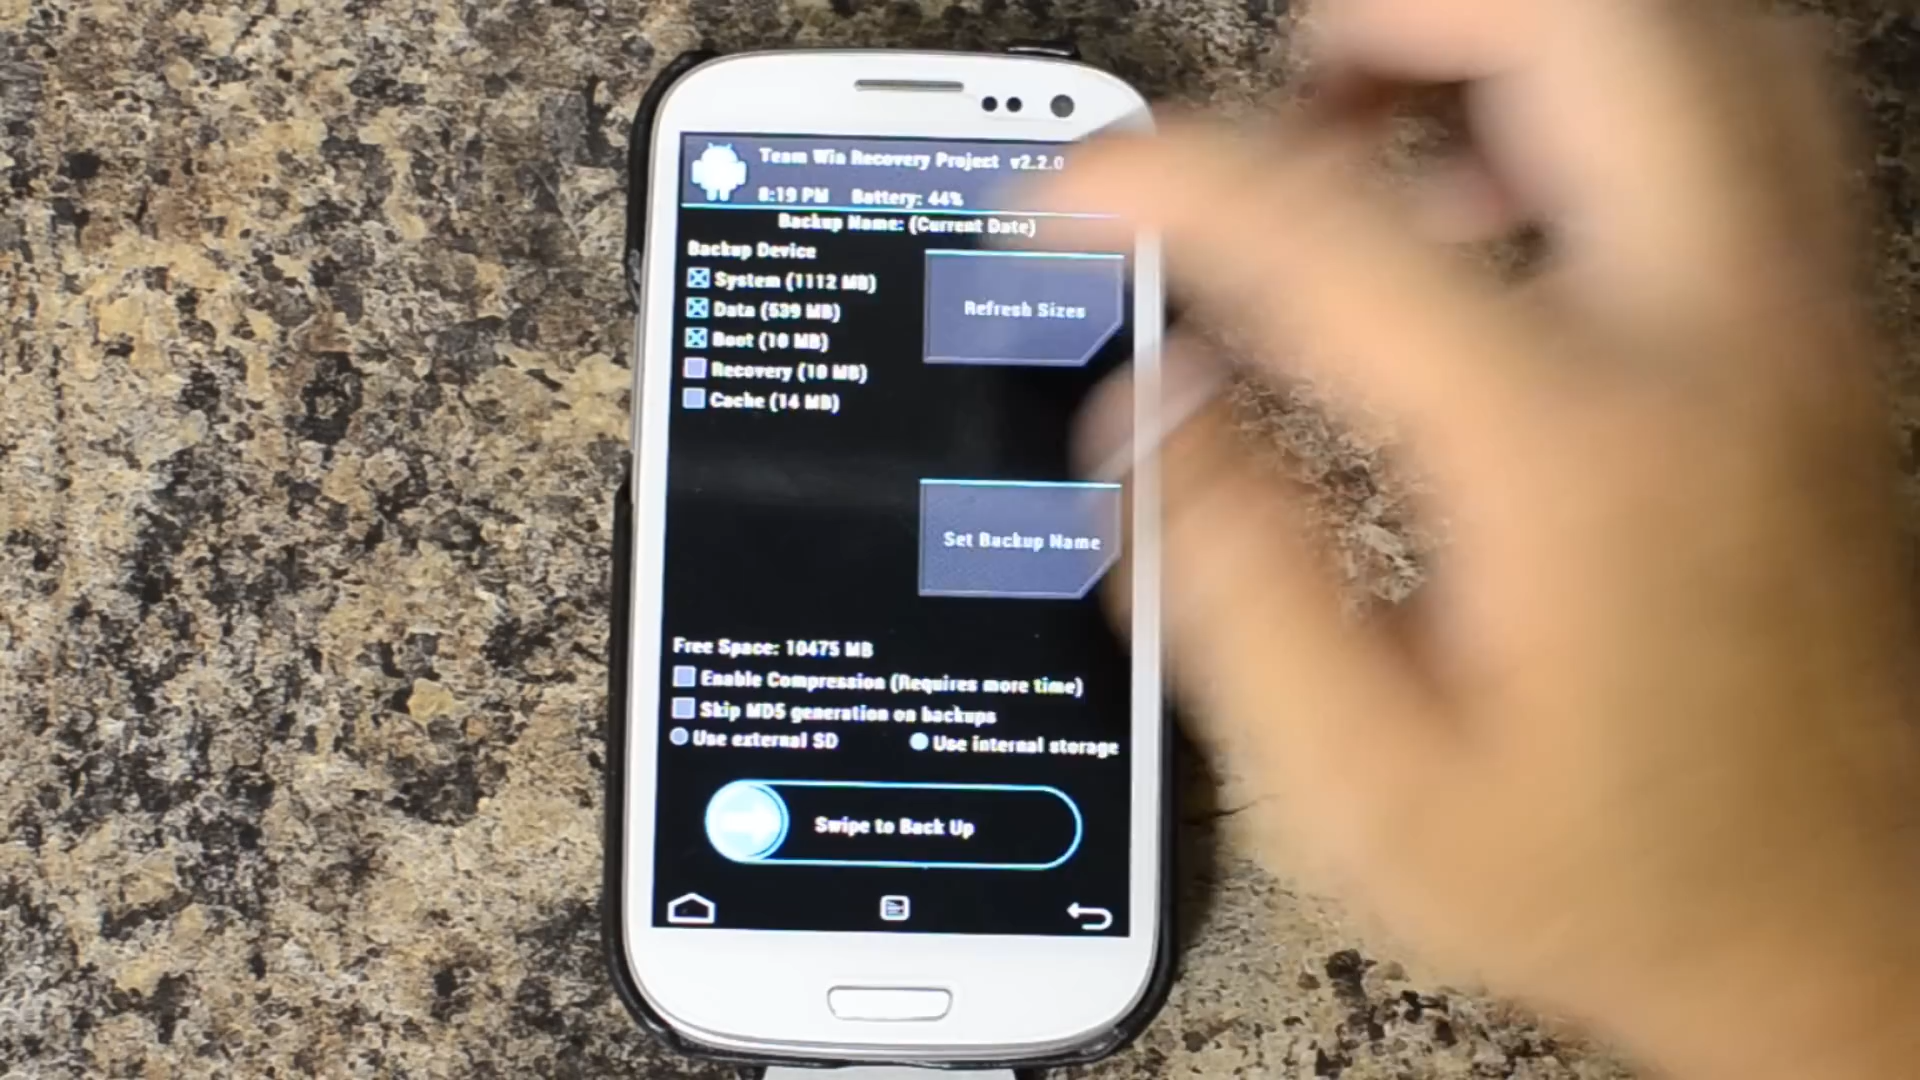 Team Win Recovery Project v2.2.0
8:19 PM Battery: 44%
Backup Name: (Current Date)
Backup Device
System (1112 MB)
Refresh Sizes
Data (539 MB)
Boot (10 MB)
Recovery (10 MB)
Cache (14 MB)
Set Backup Name
Free Space: 10475 MB
Enable Compression (Requires more time)
Skip MD5 generation on backups
Use external SD Use internal storage
Swipe to Back Up